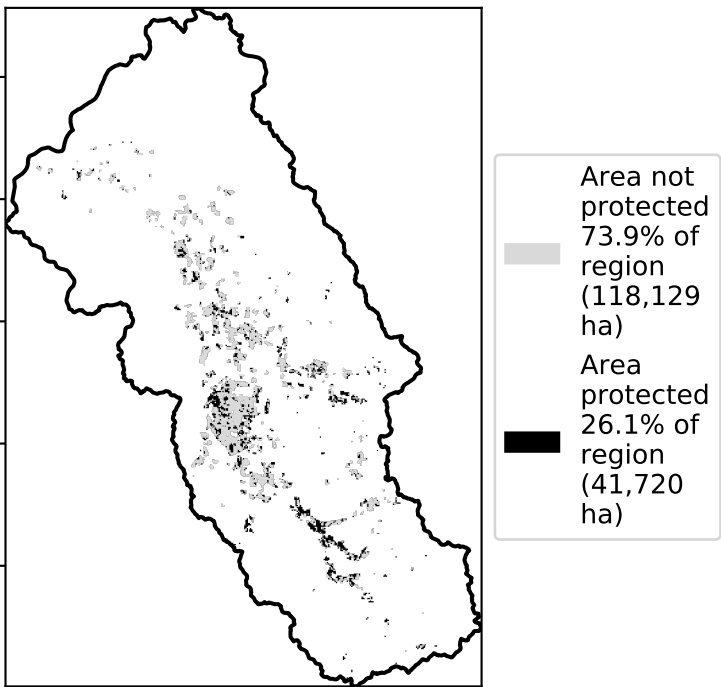 Area not
protected
73.9% of
region
(118,129
ha)
Area
protected
26.1% of
region
(41,720
ha)